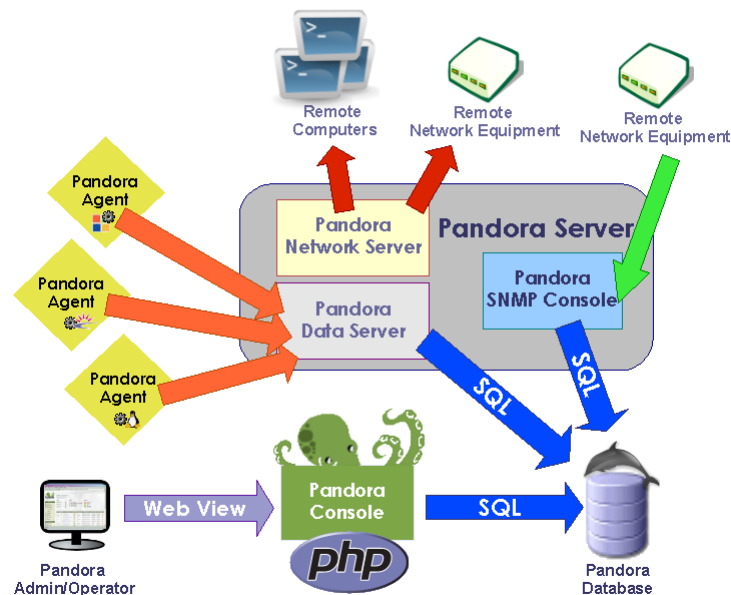 Remote
Computers
Remote
Network Equipment
Remote
Network Equipment
Pandora
Agent
Pandora
Network Server
Pandora Server
Pandora
SNMP Console
Pandora
Agent
Pandora
Data Server
Pandora
Agent
SQL
SQL
Web View
Pandora
Console
SQL
php
Pandora
Admin/Operator
Pandora
Database